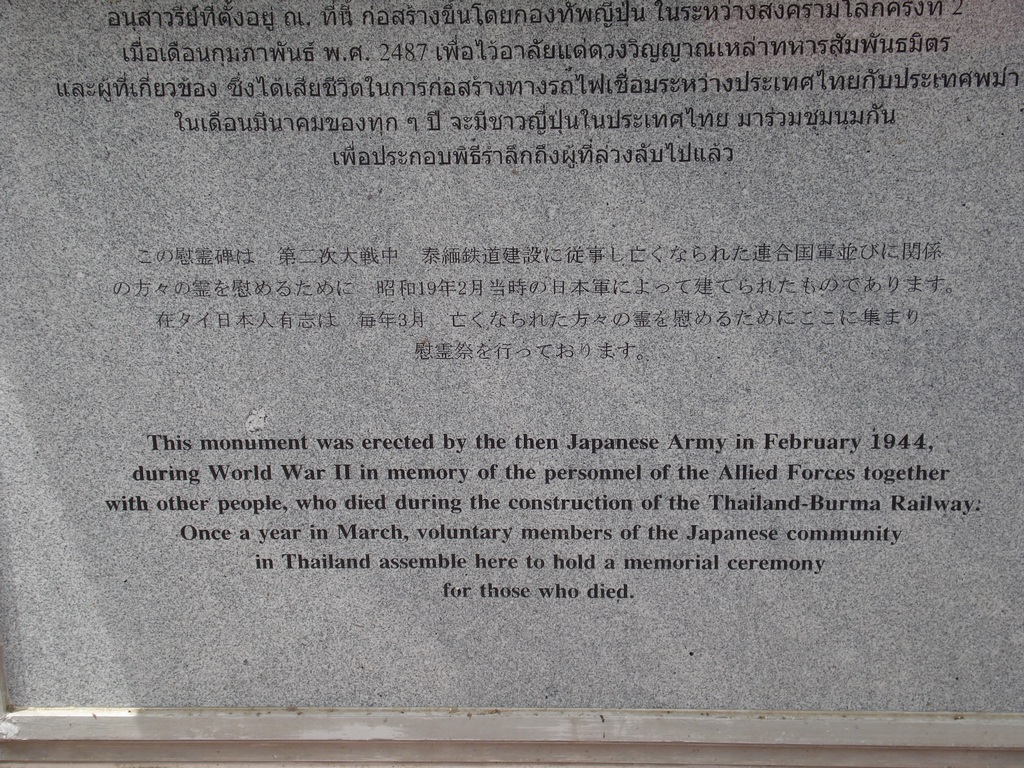 อนุสาวรีย์ที่ตั้งอยู่ ณ. ที่นี้ ก่อสร้างขึ้นโดยกองทัพญี่ปุ่น ในระหว่างสงครามโลกครั้งที่ 2
เมื่อเดือนกุมภาพันธ์ พ.ศ. 2487 เพื่อไว้อาลัยแด่ดวงวิญญาณเหล่าทหารสัมพันธมิตร
และผู้ที่เกี่ยวข้อง ซึ่งได้เสียชีวิตในการก่อสร้างทางรถไฟเชื่อมระหว่างประเทศไทยกับประเทศพม่า
ในเดือนมีนาคมของทุก ๆ ปี จะมีชาวญี่ปุ่นในประเทศไทย มาร่วมชุมนุมกัน
เพื่อประกอบพิธีรำลึกถึงผู้ที่ล่วงลับไปแล้ว
この慰霊碑は 第二次大戦中 泰緬鉄道建設に従事し亡くなられた連合国軍並びに関係
の方々の霊を慰めるために 昭和19年2月当時の日本軍によって建てられたものであります。
在タイ日本人有志は 毎年3月 亡くなられた方々の霊を慰めるためにここに集まり
慰霊祭を行っております。
This monument was erected by the then Japanese Army in February 1944,
during World War II in memory of the personnel of the Allied Forces together
with other people, who died during the construction of the Thailand-Burma Railway.
Once a year in March, voluntary members of the Japanese community
in Thailand assemble here to hold a memorial ceremony
for those who died.